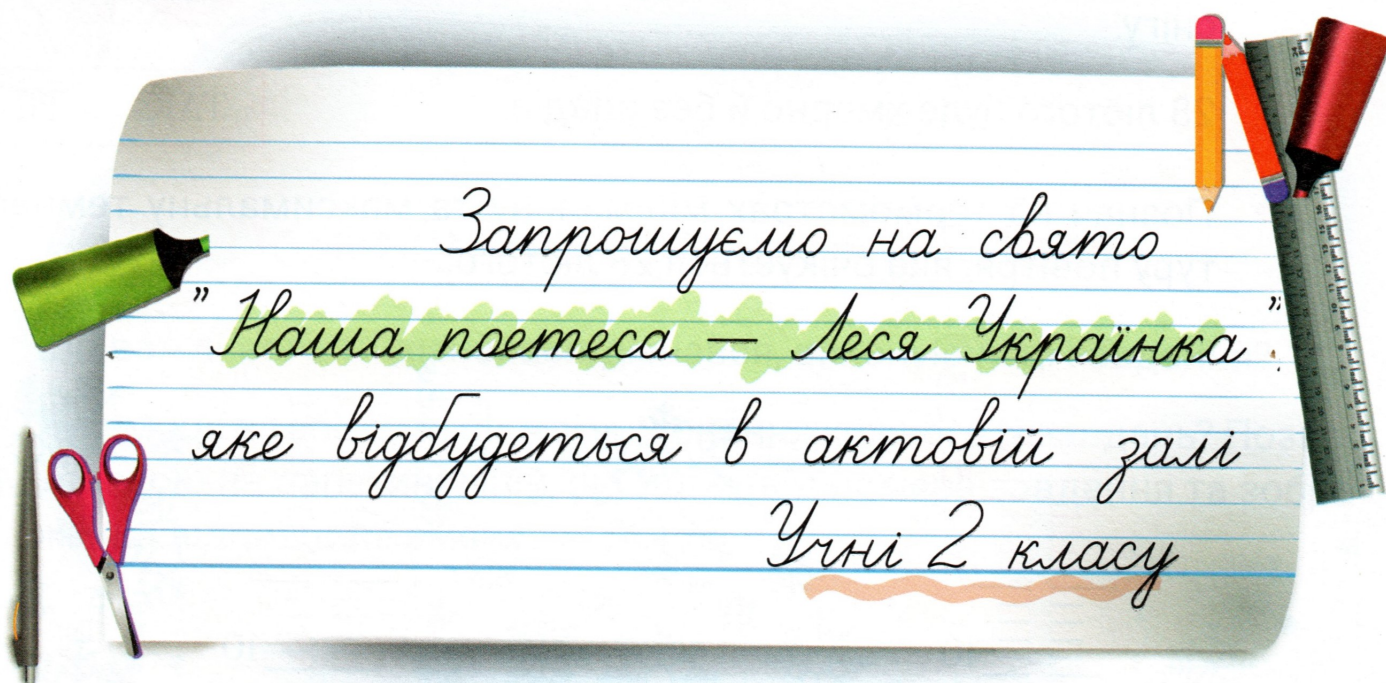 Запрошуємо на свято
" Наша поетеса — Леся Українка "
яке відбудеться в актовій залі
Учні 2 класу